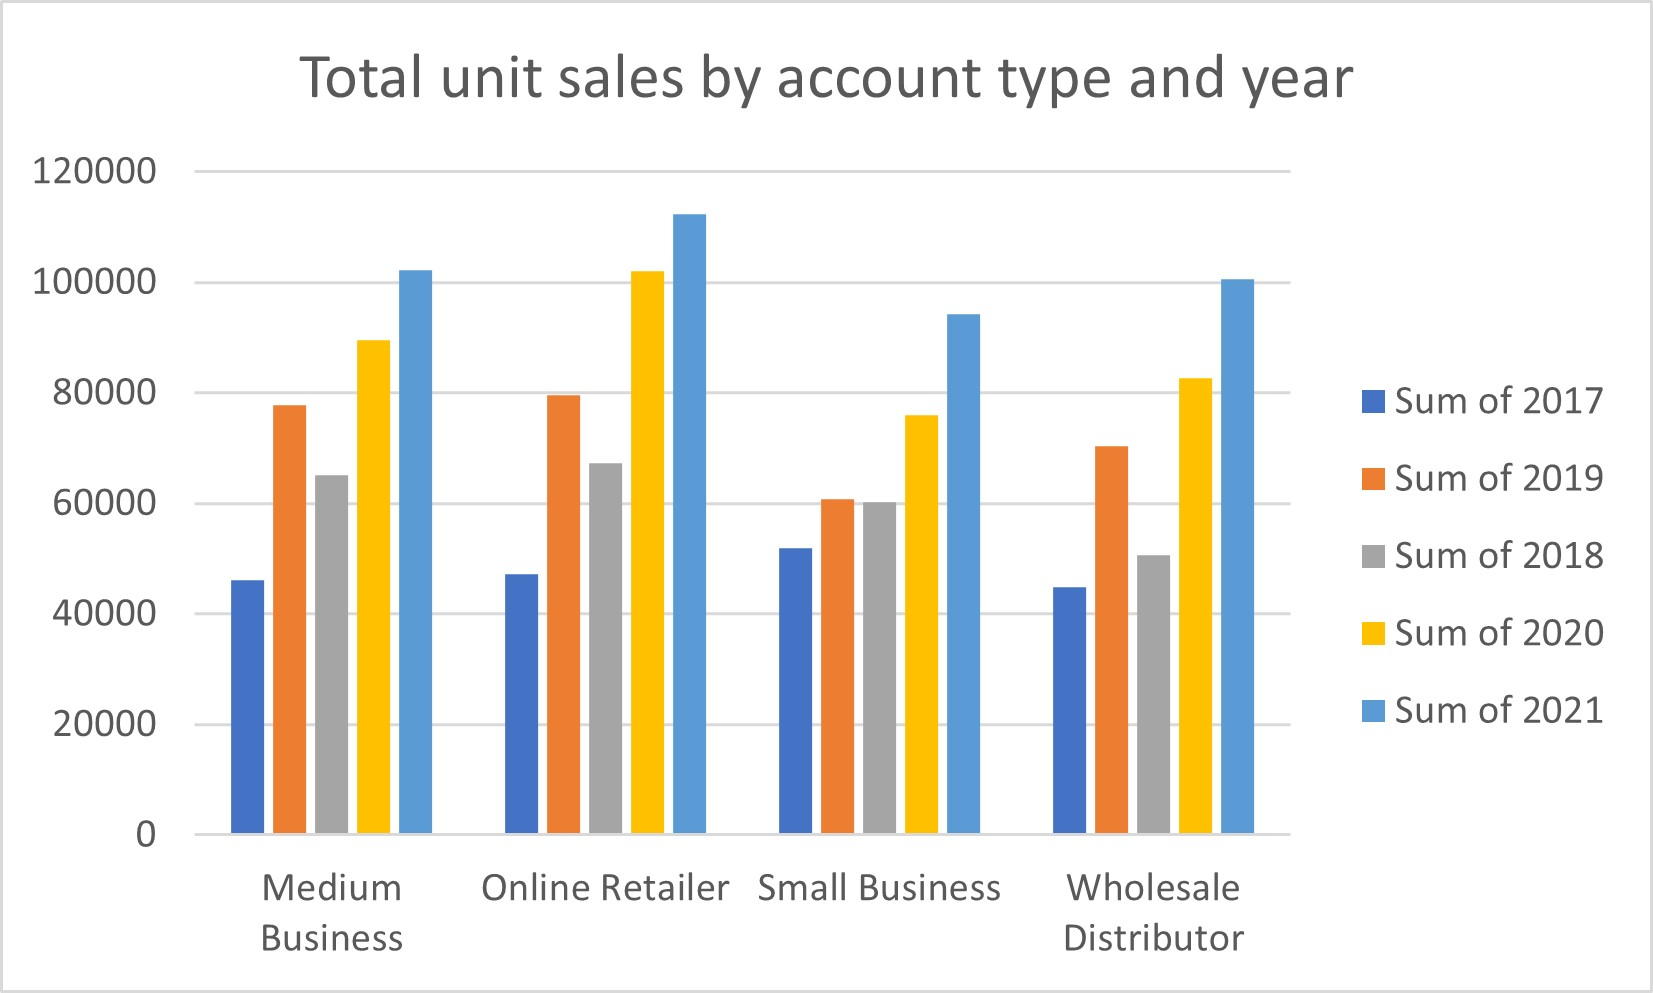 Total unit sales by account type and year
120000
100000
80000
60000
40000
20000
0
Medium
Business
Online Retailer
Small Business
Wholesale
Distributor
Sum of 2017
Sum of 2019
Sum of 2018
Sum of 2020
Sum of 2021